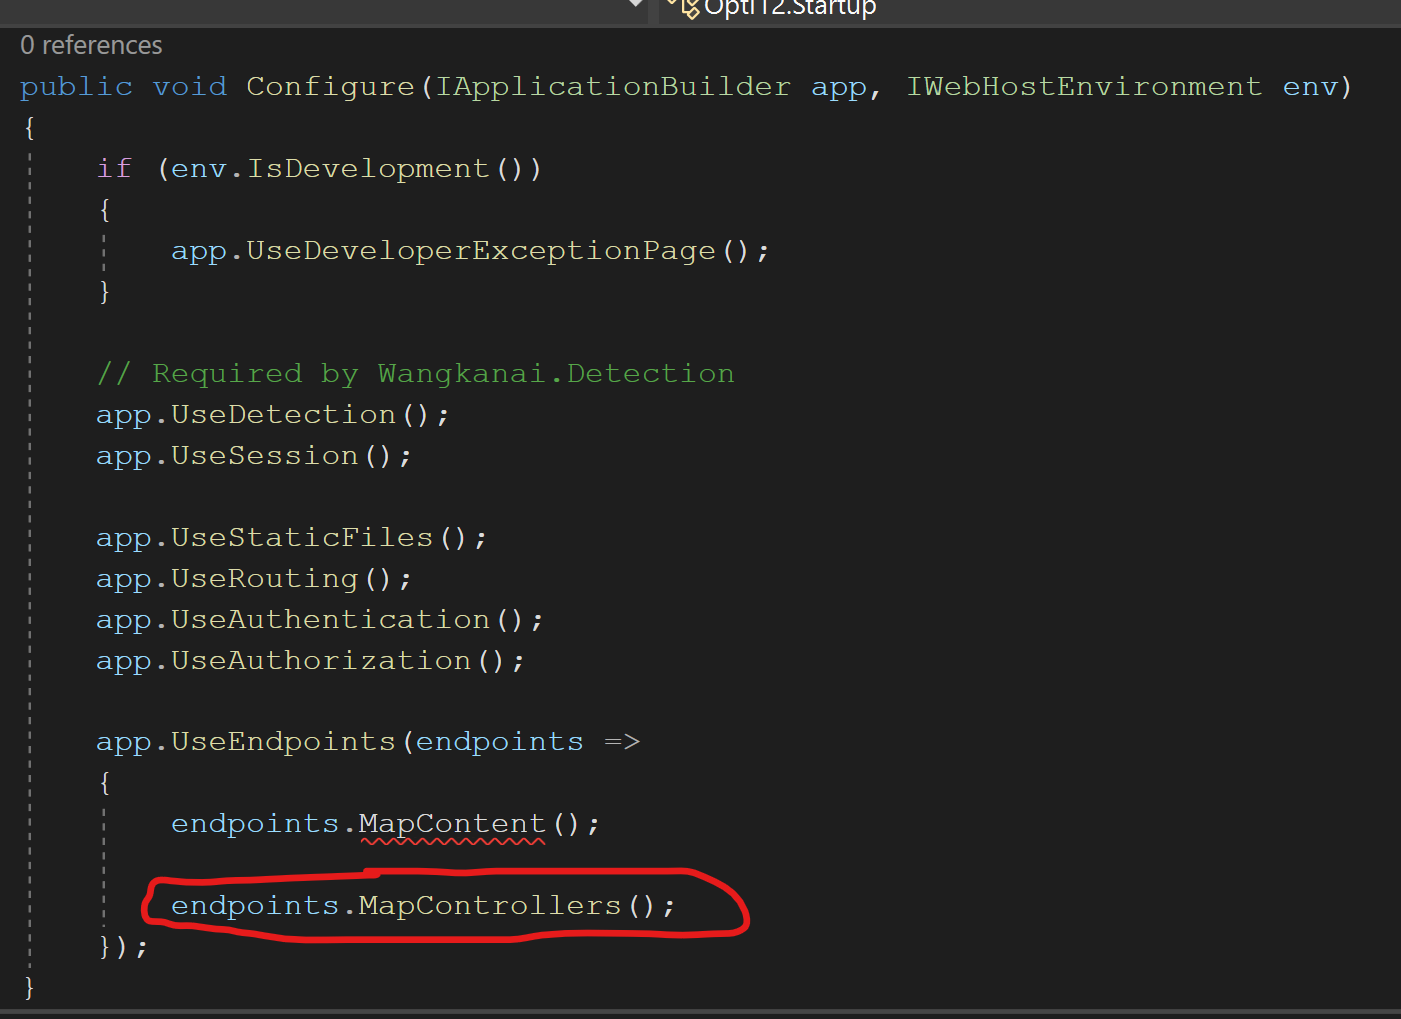 OptiT2.Startup
0 references
public void Configure(IApplicationBuilder app, IWebHostEnvironment env)
{
if (env.IsDevelopment())
{
app.UseDeveloperExceptionPage();
}
// Required by Wangkanai.Detection
app.UseDetection();
app.UseSession();
app.UseStaticFiles();
app.UseRouting();
app.UseAuthentication();
app.UseAuthorization();
app.UseEndpoints(endpoints =>
{
endpoints.MapContent();
endpoints.MapControllers();
});
}